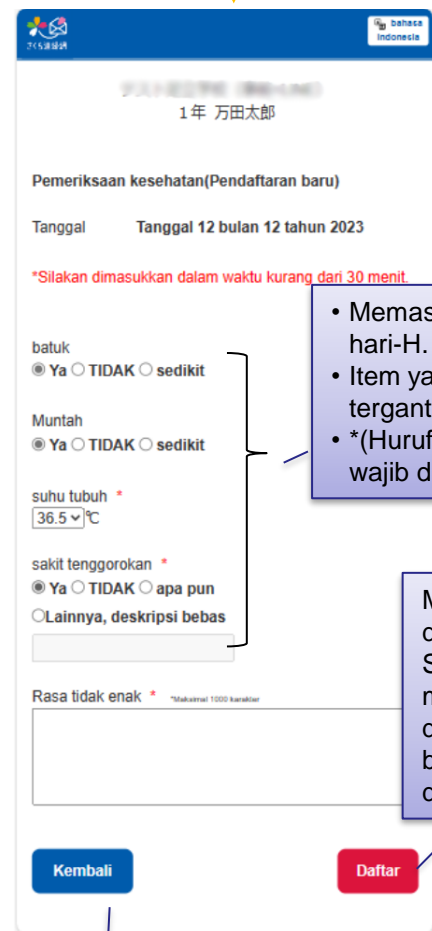 さくら連絡網
bahasa
Indonesia
1年 万田太郎
Pemeriksaan kesehatan(Pendaftaran baru)
Tanggal Tanggal 12 bulan 12 tahun 2023
*Silakan dimasukkan dalam waktu kurang dari 30 menit.
batuk
Ya TIDAK sedikit
Muntah
Ya TIDAK sedikit
suhu tubuh *
36.5 ℃
sakit tenggorokan *
Ya TIDAK apa pun
Lainnya, deskripsi bebas
Rasa tidak enak * *Maksimal 1000 karakter
Kembali
Daftar
• Memas
hari-H.
• Item ya
tergant
• *(Huruf
wajib d